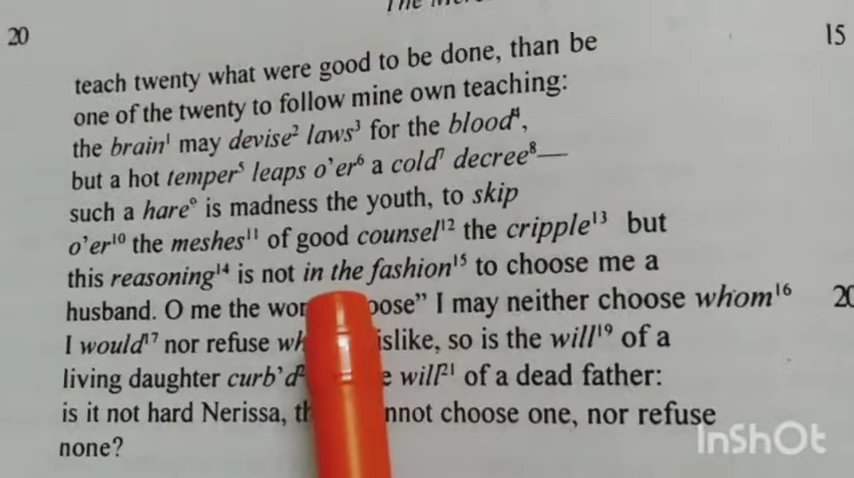 The Mer
20
15
teach twenty what were good to be done, than be
one of the twenty to follow mine own teaching:
the brain¹ may devise² laws³ for the blood⁴,
but a hot temper⁵ leaps o'er⁶ a cold⁷ decree⁸—
such a hare⁹ is madness the youth, to skip
o'er¹⁰ the meshes¹¹ of good counsel¹² the cripple¹³ but
this reasoning¹⁴ is not in the fashion¹⁵ to choose me a
husband. O me the wor oose” I may neither choose whom¹⁶
20
I would¹⁷ nor refuse wh islike, so is the will¹⁹ of a
living daughter curb'd² e will²¹ of a dead father:
is it not hard Nerissa, th nnot choose one, nor refuse
none?
InShOt